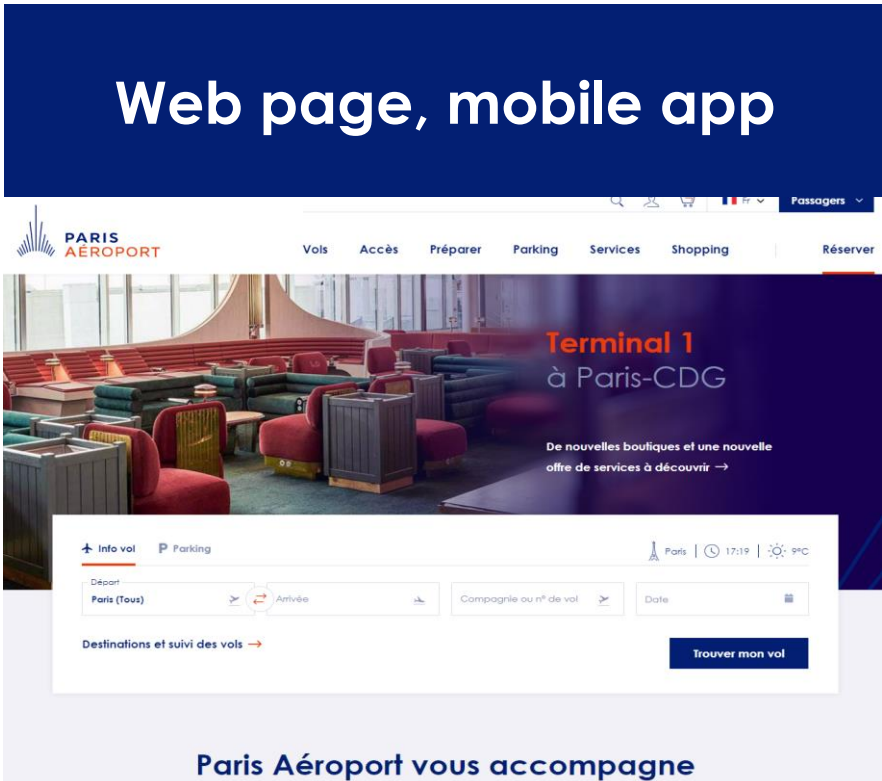 Web page, mobile app
Fr
Passagers
PARIS
AÉROPORT
Vols Accès Préparer Parking Services Shopping Réserver
Terminal 1
à Paris-CDG
De nouvelles boutiques et une nouvelle
offre de services à découvrir →
Info vol
P Parking
Paris | 17:19 | 9°C
Départ
Paris (Tous)
Arrivée
Compagnie ou n° de vol
Date
Destinations et suivi des vols →
Trouver mon vol
Paris Aéroport vous accompagne